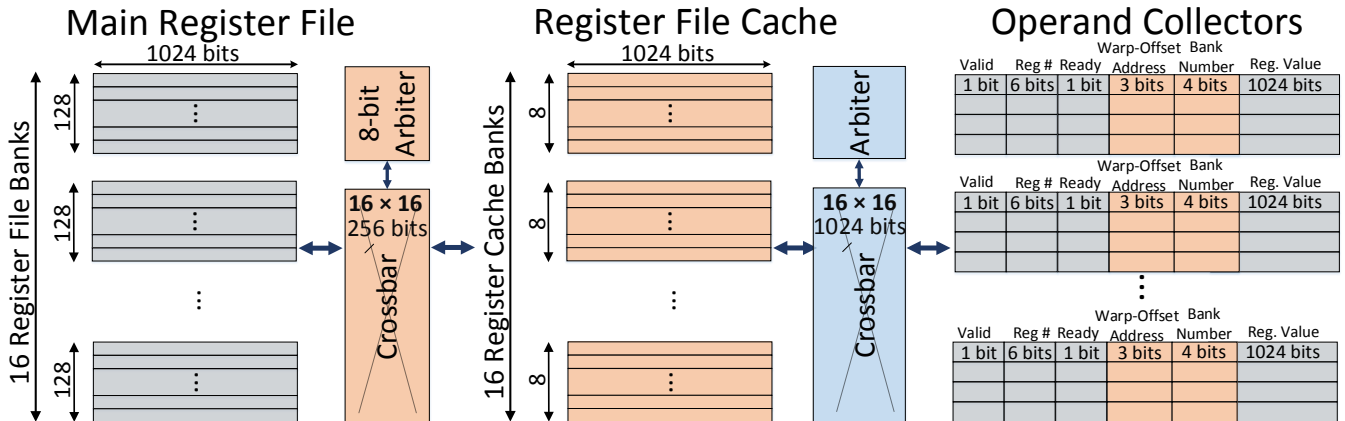 Main Register File
Register File Cache
Operand Collectors
16 Register File Banks
1024 bits
128
⋮
128
⋮
⋮
128
⋮
8-bit
Arbiter
16 × 16
256 bits
Crossbar
16 Register Cache Banks
1024 bits
8
⋮
8
⋮
⋮
8
⋮
Arbiter
16 × 16
1024 bits
Crossbar
Valid Reg # Ready Warp-Offset Address Bank Number Reg. Value
1 bit 6 bits 1 bit 3 bits 4 bits 1024 bits
Valid Reg # Ready Warp-Offset Address Bank Number Reg. Value
1 bit 6 bits 1 bit 3 bits 4 bits 1024 bits
⋮
Valid Reg # Ready Warp-Offset Address Bank Number Reg. Value
1 bit 6 bits 1 bit 3 bits 4 bits 1024 bits